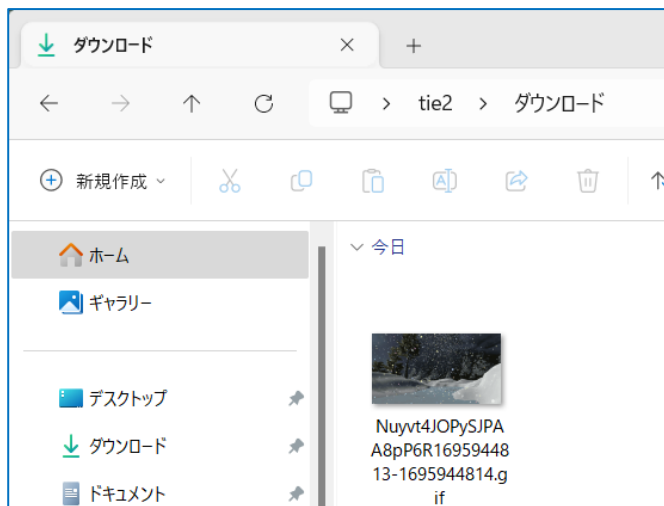 ダウンロード
tie2
ダウンロード
新規作成
ホーム
ギャラリー
デスクトップ
ダウンロード
ドキュメント
今日
Nuyvt4JOPySJPA
A8pP6R16959448
13-1695944814.g
if